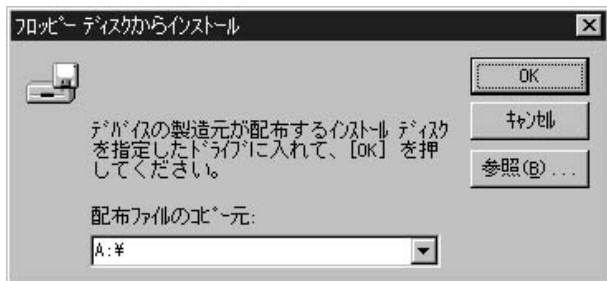 フロッピー ディスクからインストール
OK
デバイスの製造元が配布するインストール ディスク
を指定したドライブに入れて、[OK] を押
してください。
キャンセル
参照(B)...
配布ファイルのコピー元:
A:¥